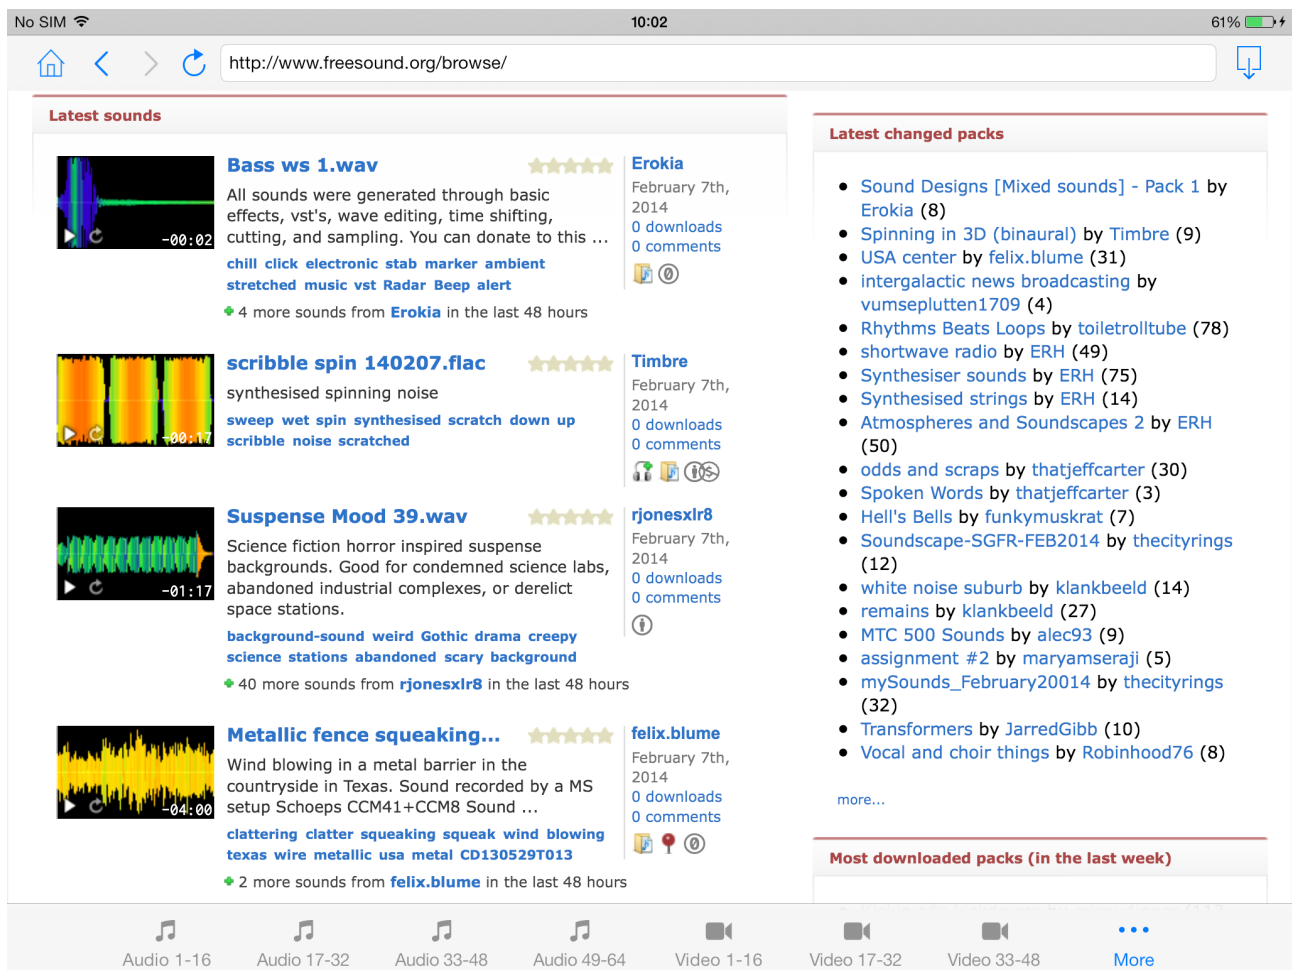 No SIM
10:02
61%
http://www.freesound.org/browse/
Latest sounds
-00:02
Bass ws 1.wav
All sounds were generated through basic
effects, vst's, wave editing, time shifting,
cutting, and sampling. You can donate to this ...
chill click electronic stab marker ambient
stretched music vst Radar Beep alert
4 more sounds from Erokia in the last 48 hours
Erokia
February 7th,
2014
0 downloads
0 comments
-00:17
scribble spin 140207.flac
synthesised spinning noise
sweep wet spin synthesised scratch down up
scribble noise scratched
Timbre
February 7th,
2014
0 downloads
0 comments
-01:17
Suspense Mood 39.wav
Science fiction horror inspired suspense
backgrounds. Good for condemned science labs,
abandoned industrial complexes, or derelict
space stations.
background-sound weird Gothic drama creepy
science stations abandoned scary background
40 more sounds from rjonesxlr8 in the last 48 hours
rjonesxlr8
February 7th,
2014
0 downloads
0 comments
-04:00
Metallic fence squeaking...
Wind blowing in a metal barrier in the
countryside in Texas. Sound recorded by a MS
setup Schoeps CCM41+CCM8 Sound ...
clattering clatter squeaking squeak wind blowing
texas wire metallic usa metal CD130529T013
2 more sounds from felix.blume in the last 48 hours
felix.blume
February 7th,
2014
0 downloads
0 comments
Latest changed packs
Sound Designs [Mixed sounds] - Pack 1 by
Erokia (8)
Spinning in 3D (binaural) by Timbre (9)
USA center by felix.blume (31)
intergalactic news broadcasting by
vumseplutten1709 (4)
Rhythms Beats Loops by toiletrolltube (78)
shortwave radio by ERH (49)
Synthesiser sounds by ERH (75)
Synthesised strings by ERH (14)
Atmospheres and Soundscapes 2 by ERH
(50)
odds and scraps by thatjeffcarter (30)
Spoken Words by thatjeffcarter (3)
Hell's Bells by funkymuskrat (7)
Soundscape-SGFR-FEB2014 by thecityrings
(12)
white noise suburb by klankbeeld (14)
remains by klankbeeld (27)
MTC 500 Sounds by alec93 (9)
assignment #2 by maryamseraji (5)
mySounds_February20014 by thecityrings
(32)
Transformers by JarredGibb (10)
Vocal and choir things by Robinhood76 (8)
more...
Most downloaded packs (in the last week)
Audio 1-16
Audio 17-32
Audio 33-48
Audio 49-64
Video 1-16
Video 17-32
Video 33-48
More